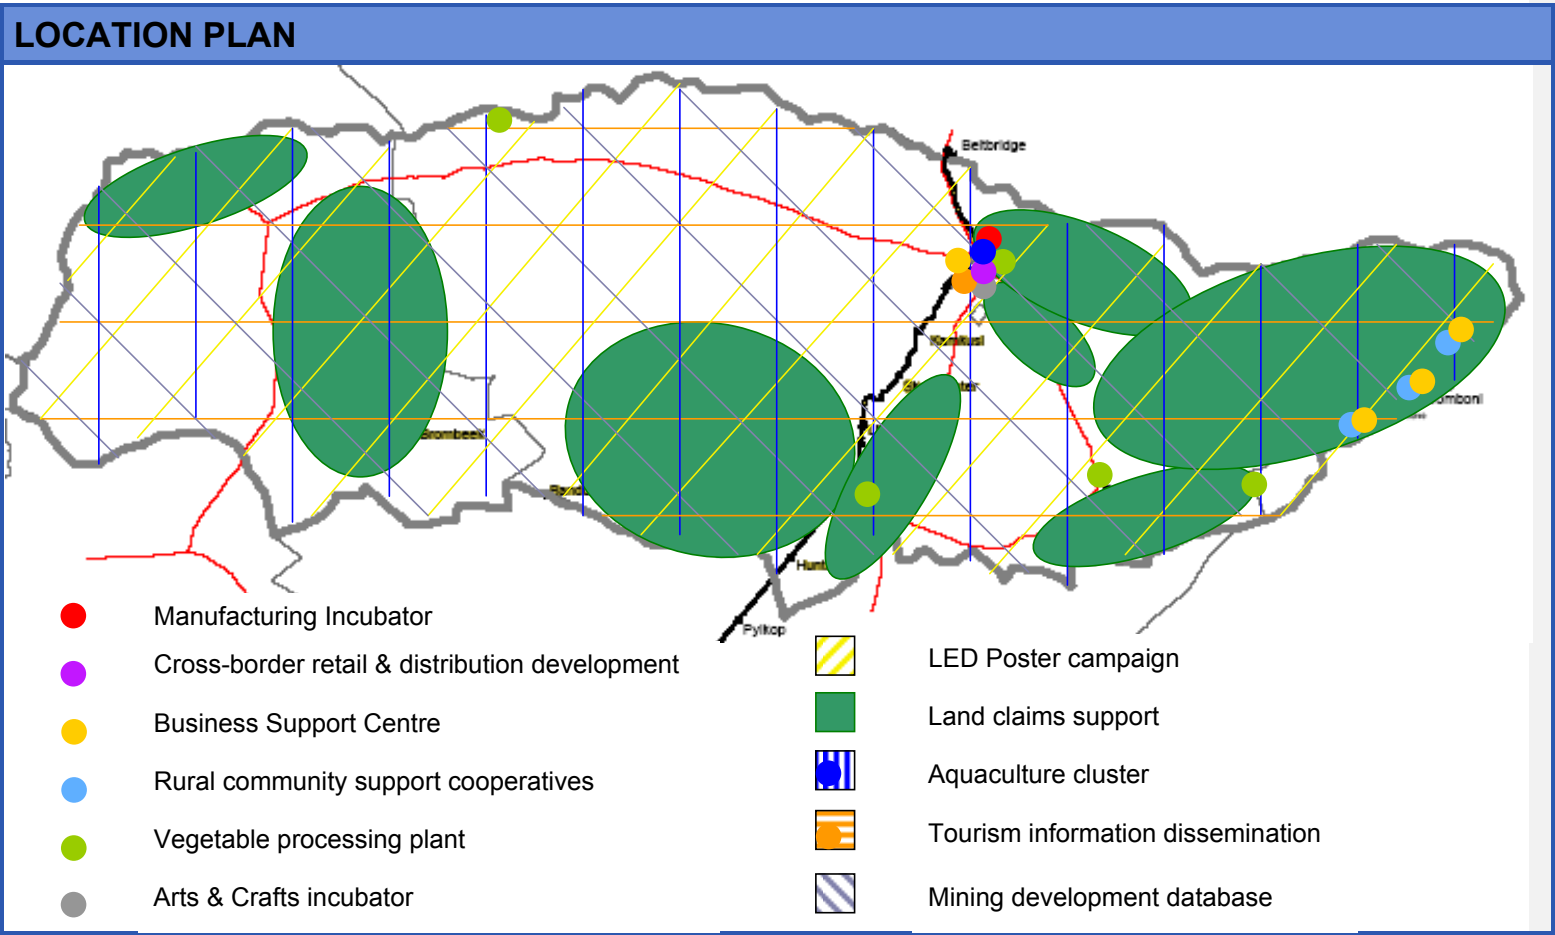 LOCATION PLAN
Beitbridge
Brombeek
Pylkop
Manufacturing Incubator
Cross-border retail & distribution development
Business Support Centre
Rural community support cooperatives
Vegetable processing plant
Arts & Crafts incubator
LED Poster campaign
Land claims support
Aquaculture cluster
Tourism information dissemination
Mining development database